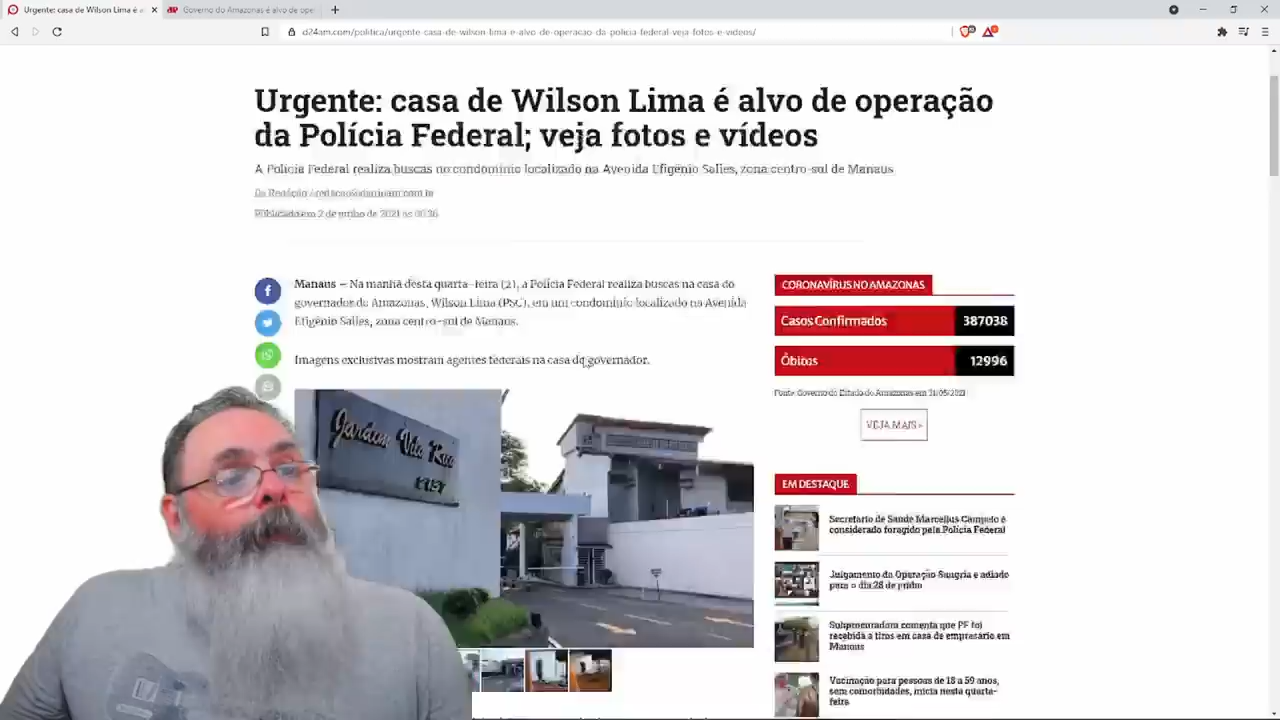 Urgente: casa de Wilson Lima é a
Governo do Amazonas é alvo de oper
d24am.com/politica/urgente-casa-de-wilson-lima-e-alvo-de-operacao-da-policia-federal-veja-fotos-e-videos/
Urgente: casa de Wilson Lima é alvo de operação
da Polícia Federal; veja fotos e vídeos
A Polícia Federal realiza buscas no condomínio localizado na Avenida Efigênio Salles, zona centro-sul de Manaus
Da Redação
Publicado em 2 de junho de 2021
Manaus – Na manhã desta quarta-feira (2), a Polícia Federal realiza buscas na casa do
governador do Amazonas, Wilson Lima (PSC), em um condomínio localizado na Avenida
Efigênio Salles, zona centro-sul de Manaus.
Imagens exclusivas mostram agentes federais na casa do governador.
Jardim Vila Rica
CORONAVÍRUS NO AMAZONAS
Casos Confirmados 387038
Óbitos 12996
Fonte: Governo do Estado do Amazonas em 31/05/2021
VEJA MAIS »
EM DESTAQUE
Secretário de Saúde Marcellus Campelo é
considerado foragido pela Polícia Federal
Julgamento da Operação Sangria é adiado
para o dia 28 de junho
Subprocuradora comenta que PF foi
recebida a tiros em casa de empresário em
Manaus
Vacinação para pessoas de 18 a 59 anos,
sem comorbidades, inicia nesta quarta-
feira